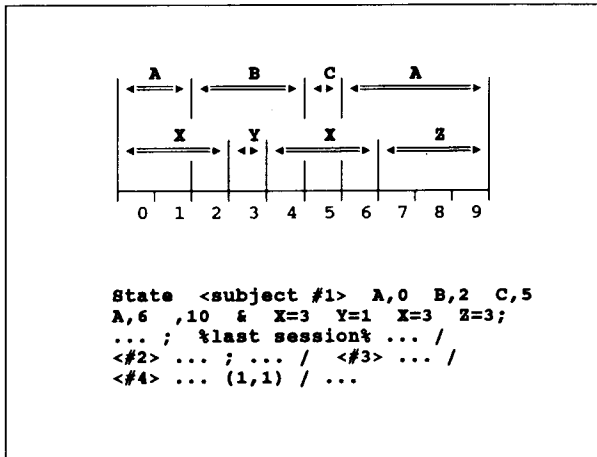 A B C A
X Y X Z
0 1 2 3 4 5 6 7 8 9
State <subject #1> A,0 B,2 C,5
A,6 ,10 & X=3 Y=1 X=3 Z=3;
... ; %last session% ... /
<#2> ... ; ... / <#3> ... /
<#4> ... (1,1) / ...